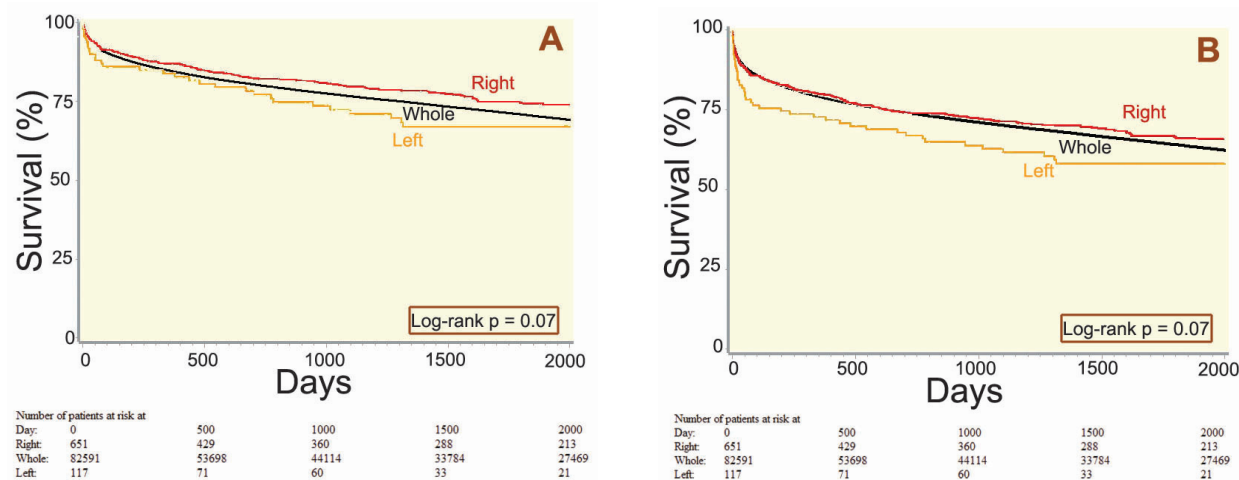 A
100
75
50
25
0
Survival (%)
Right
Whole
Left
Log-rank p = 0.07
0 500 1000 1500 2000
Days
Number of patients at risk at
Day: 0 500 1000 1500 2000
Right: 651 429 360 288 213
Whole: 82591 53698 44114 33784 27469
Left: 117 71 60 33 21
B
100
75
50
25
0
Survival (%)
Right
Whole
Left
Log-rank p = 0.07
0 500 1000 1500 2000
Days
Number of patients at risk at
Day: 0 500 1000 1500 2000
Right: 651 429 360 288 213
Whole: 82591 53698 44114 33784 27469
Left: 117 71 60 33 21